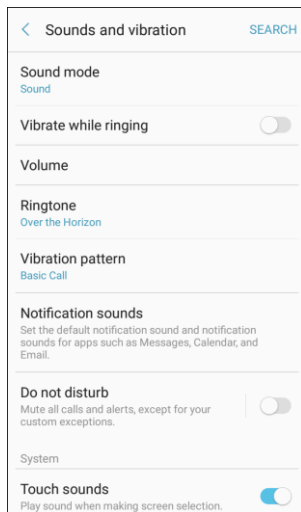 Sounds and vibration SEARCH
Sound mode
Sound
Vibrate while ringing
Volume
Ringtone
Over the Horizon
Vibration pattern
Basic Call
Notification sounds
Set the default notification sound and notification
sounds for apps such as Messages, Calendar, and
Email.
Do not disturb
Mute all calls and alerts, except for your
custom exceptions.
System
Touch sounds
Play sound when making screen selection.